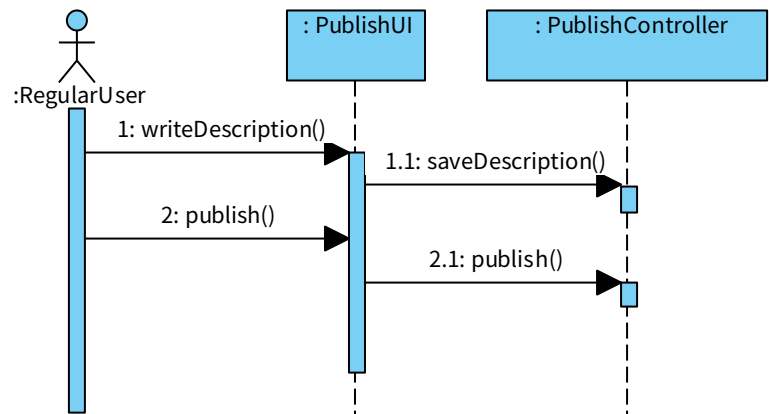 : PublishUI
: PublishController
:RegularUser
1: writeDescription()
1.1: saveDescription()
2: publish()
2.1: publish()